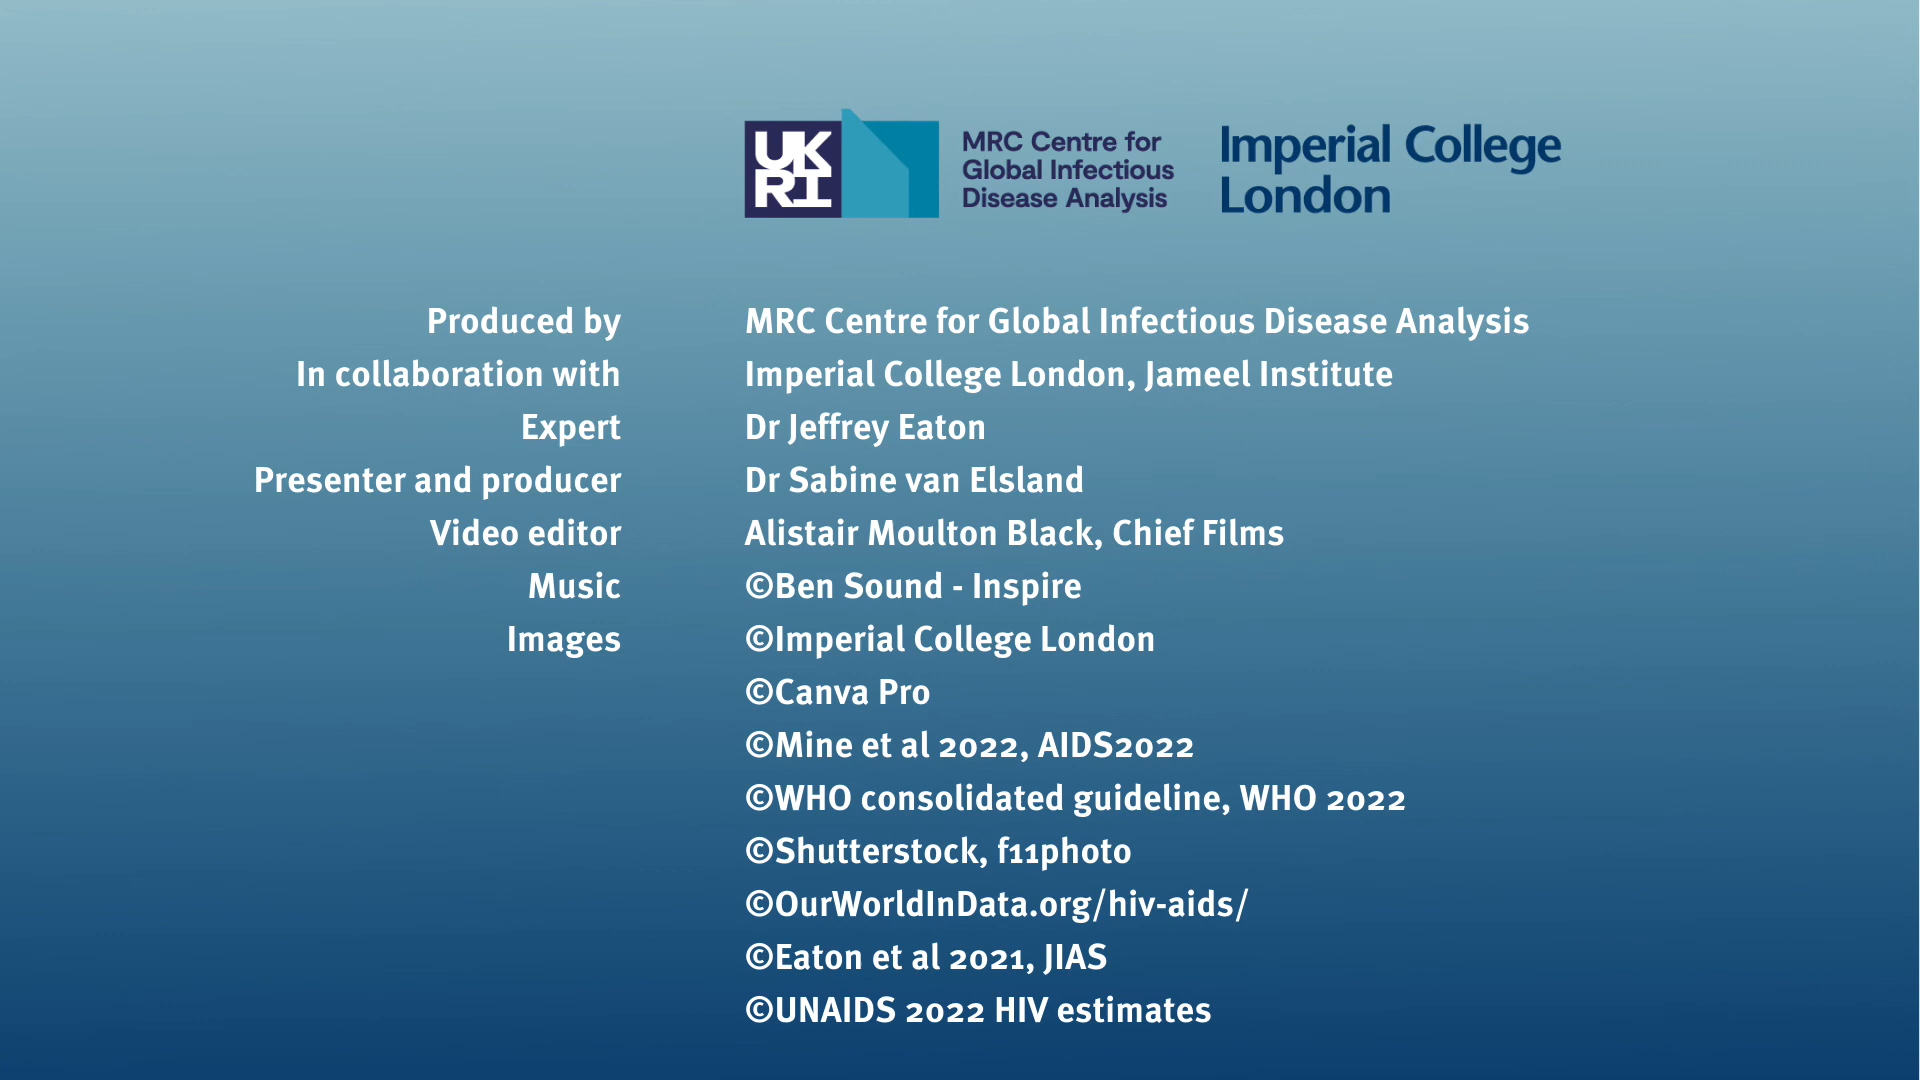 UK
RI
MRC Centre for
Global Infectious
Disease Analysis
Imperial College
London
Produced by MRC Centre for Global Infectious Disease Analysis
In collaboration with Imperial College London, Jameel Institute
Expert Dr Jeffrey Eaton
Presenter and producer Dr Sabine van Elsland
Video editor Alistair Moulton Black, Chief Films
Music ©Ben Sound - Inspire
Images ©Imperial College London
©Canva Pro
©Mine et al 2022, AIDS2022
©WHO consolidated guideline, WHO 2022
©Shutterstock, f11photo
©OurWorldInData.org/hiv-aids/
©Eaton et al 2021, JIAS
©UNAIDS 2022 HIV estimates